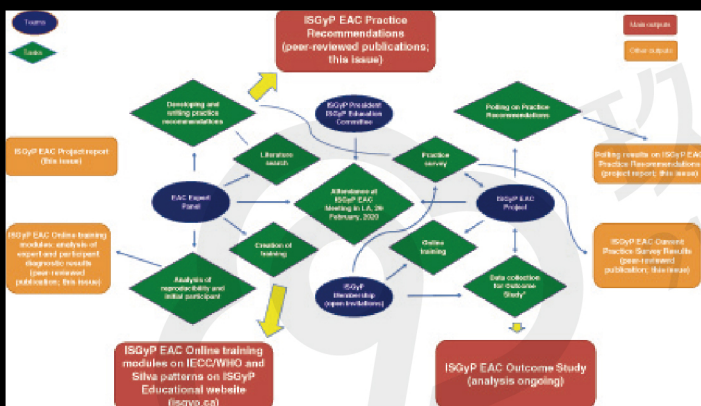 Teams
Tasks
ISGyP EAC Practice
Recommendations
(peer-reviewed publications;
this issue)
Main outputs
Other outputs
Developing and
writing practice
recommendations
ISGyP President
ISGyP Education
Committee
Polling on Practice
Recommendations
ISGyP EAC Project report
(this issue)
Literature
search
Practice
survey
Polling results on ISGyP EAC
Practice Recommendations
(project report; this issue)
EAC Expert
Panel
Attendance at
ISGyP EAC
Meeting in LA, 26
February, 2020
ISGyP EAC
Project
ISGyP EAC Online training
modules: analysis of
expert and participant
diagnostic results
(peer-reviewed
publication; this issue)
Creation of
training
Online
training
ISGyP EAC Current
Practice Survey Results
(peer-reviewed
publication; this issue)
Analysis of
reproducibility and
initial participant
ISGyP
Membership
(open invitations)
Data collection
for Outcome
Study*
ISGyP EAC Online training
modules on IECC/WHO and
Silva patterns on ISGyP
Educational website
(isgyp.ca)
ISGyP EAC Outcome Study
(analysis ongoing)